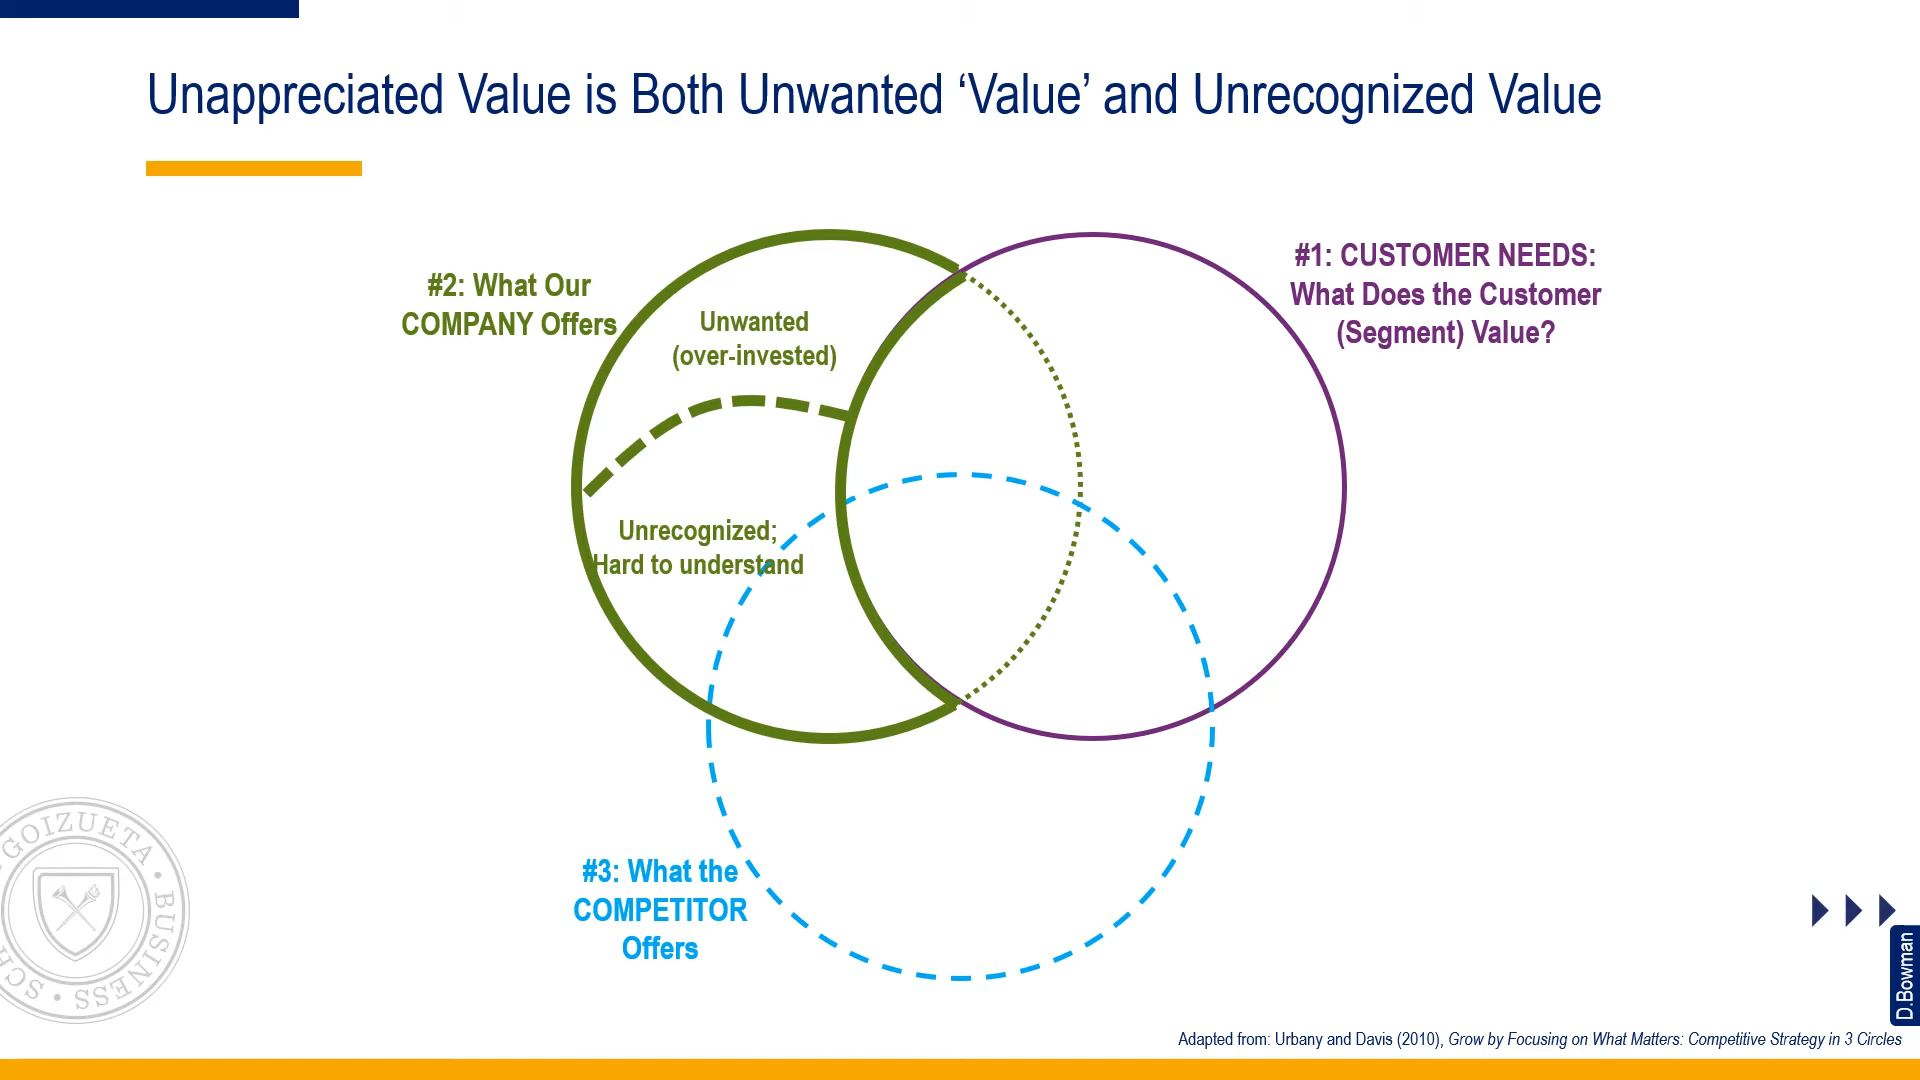 Unappreciated Value is Both Unwanted ‘Value’ and Unrecognized Value
#2: What Our
COMPANY Offers
Unwanted
(over-invested)
#1: CUSTOMER NEEDS:
What Does the Customer
(Segment) Value?
Unrecognized;
Hard to understand
#3: What the
COMPETITOR
Offers
GOIZUETA • BUSINESS •
D.Bowman
Adapted from: Urbany and Davis (2010), Grow by Focusing on What Matters: Competitive Strategy in 3 Circles